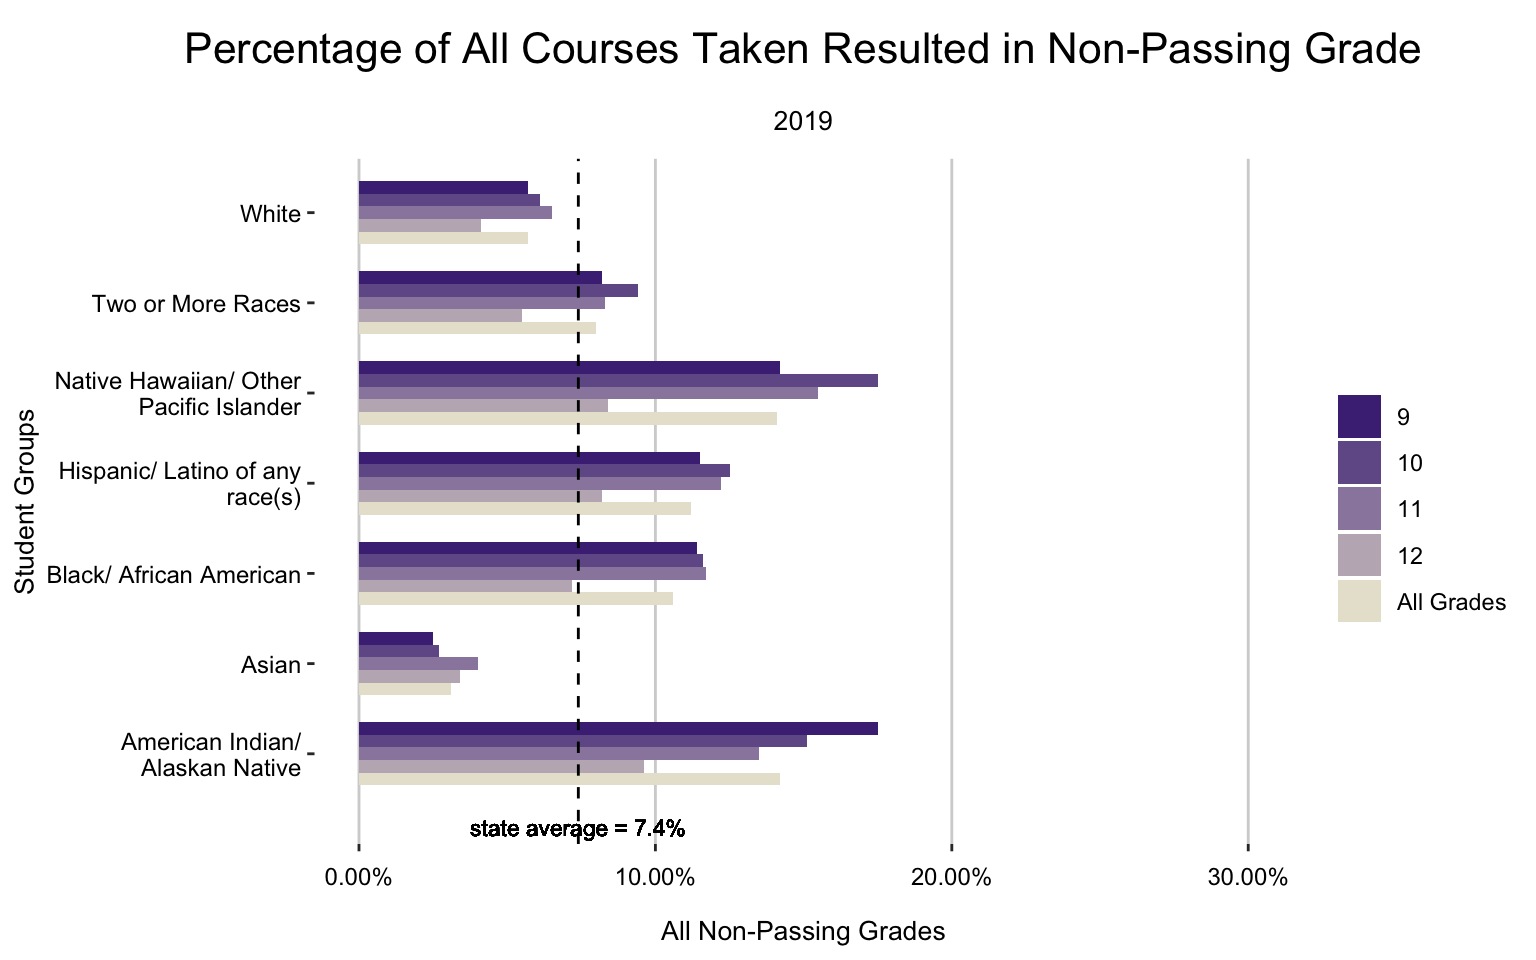 Percentage of All Courses Taken Resulted in Non-Passing Grade
2019
Student Groups
White
Two or More Races
Native Hawaiian/ Other
Pacific Islander
Hispanic/ Latino of any
race(s)
Black/ African American
Asian
American Indian/
Alaskan Native
state average = 7.4%
0.00%
10.00%
20.00%
30.00%
All Non-Passing Grades
9
10
11
12
All Grades